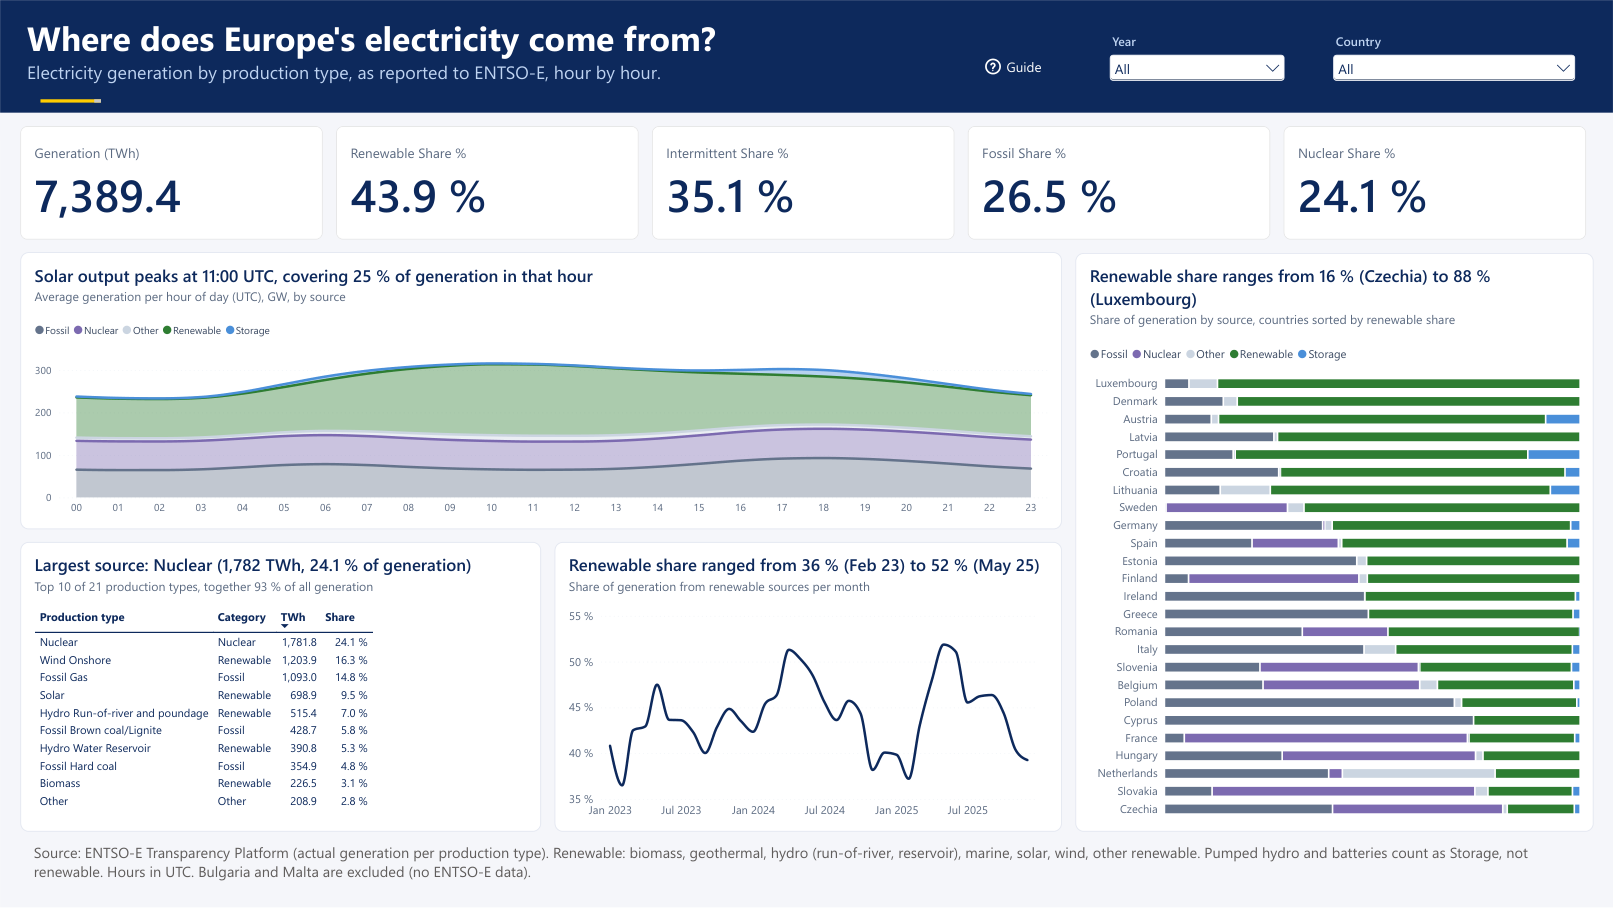 Where does Europe's electricity come from?
Electricity generation by production type, as reported to ENTSO-E, hour by hour.
Guide
Year
All
Country
All
Generation (TWh)
7,389.4
Renewable Share %
43.9 %
Intermittent Share %
35.1 %
Fossil Share %
26.5 %
Nuclear Share %
24.1 %
Solar output peaks at 11:00 UTC, covering 25 % of generation in that hour
Average generation per hour of day (UTC), GW, by source
Fossil Nuclear Other Renewable Storage
300
200
100
0
00 01 02 03 04 05 06 07 08 09 10 11 12 13 14 15 16 17 18 19 20 21 22 23
Renewable share ranges from 16 % (Czechia) to 88 %
(Luxembourg)
Share of generation by source, countries sorted by renewable share
Fossil Nuclear Other Renewable Storage
Luxembourg
Denmark
Austria
Latvia
Portugal
Croatia
Lithuania
Sweden
Germany
Spain
Estonia
Finland
Ireland
Greece
Romania
Italy
Slovenia
Belgium
Poland
Cyprus
France
Hungary
Netherlands
Slovakia
Czechia
Largest source: Nuclear (1,782 TWh, 24.1 % of generation)
Top 10 of 21 production types, together 93 % of all generation
Production type Category TWh Share
Nuclear Nuclear 1,781.8 24.1 %
Wind Onshore Renewable 1,203.9 16.3 %
Fossil Gas Fossil 1,093.0 14.8 %
Solar Renewable 698.9 9.5 %
Hydro Run-of-river and poundage Renewable 515.4 7.0 %
Fossil Brown coal/Lignite Fossil 428.7 5.8 %
Hydro Water Reservoir Renewable 390.8 5.3 %
Fossil Hard coal Fossil 354.9 4.8 %
Biomass Renewable 226.5 3.1 %
Other Other 208.9 2.8 %
Renewable share ranged from 36 % (Feb 23) to 52 % (May 25)
Share of generation from renewable sources per month
55 %
50 %
45 %
40 %
35 %
Jan 2023 Jul 2023 Jan 2024 Jul 2024 Jan 2025 Jul 2025
Source: ENTSO-E Transparency Platform (actual generation per production type). Renewable: biomass, geothermal, hydro (run-of-river, reservoir), marine, solar, wind, other renewable. Pumped hydro and batteries count as Storage, not
renewable. Hours in UTC. Bulgaria and Malta are excluded (no ENTSO-E data).